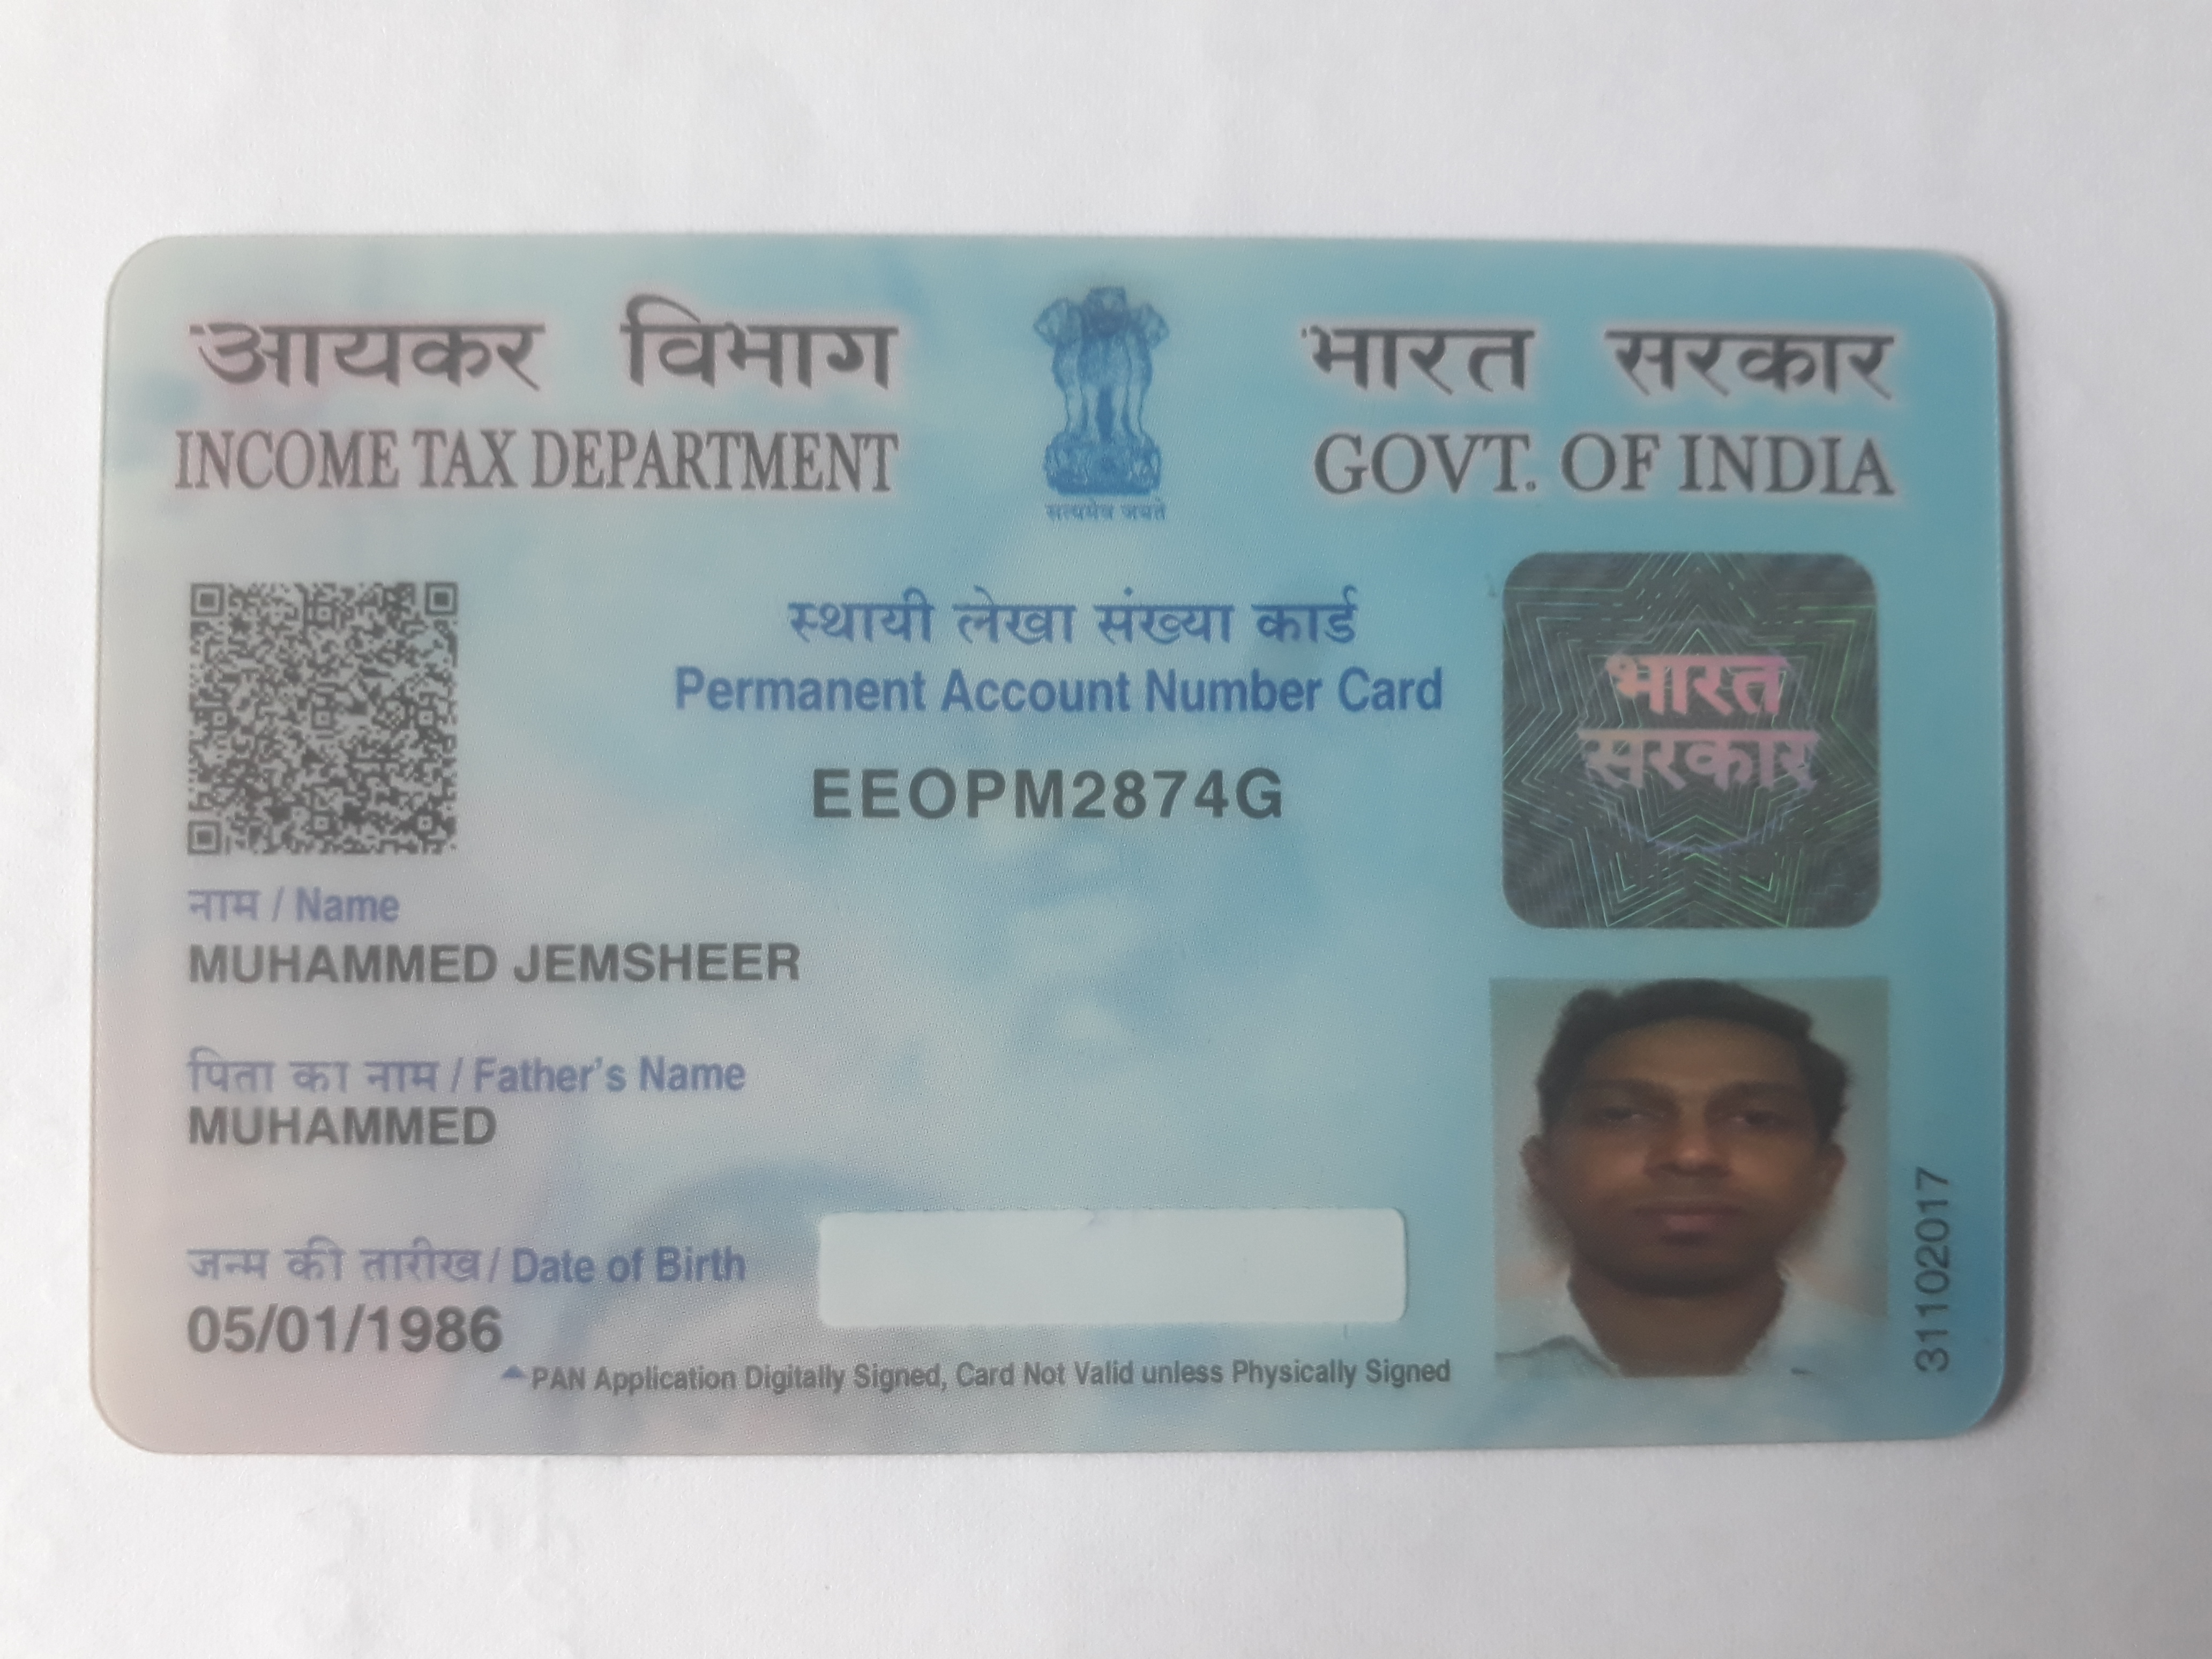 आयकर विभाग
INCOME TAX DEPARTMENT
भारत सरकार
GOVT. OF INDIA
सत्यमेव जयते
स्थायी लेखा संख्या कार्ड
Permanent Account Number Card
EEOPM2874G
नाम / Name
MUHAMMED JEMSHEER
पिता का नाम / Father's Name
MUHAMMED
जन्म की तारीख / Date of Birth
05/01/1986
PAN Application Digitally Signed, Card Not Valid unless Physically Signed
भारत
सरकार
31102017